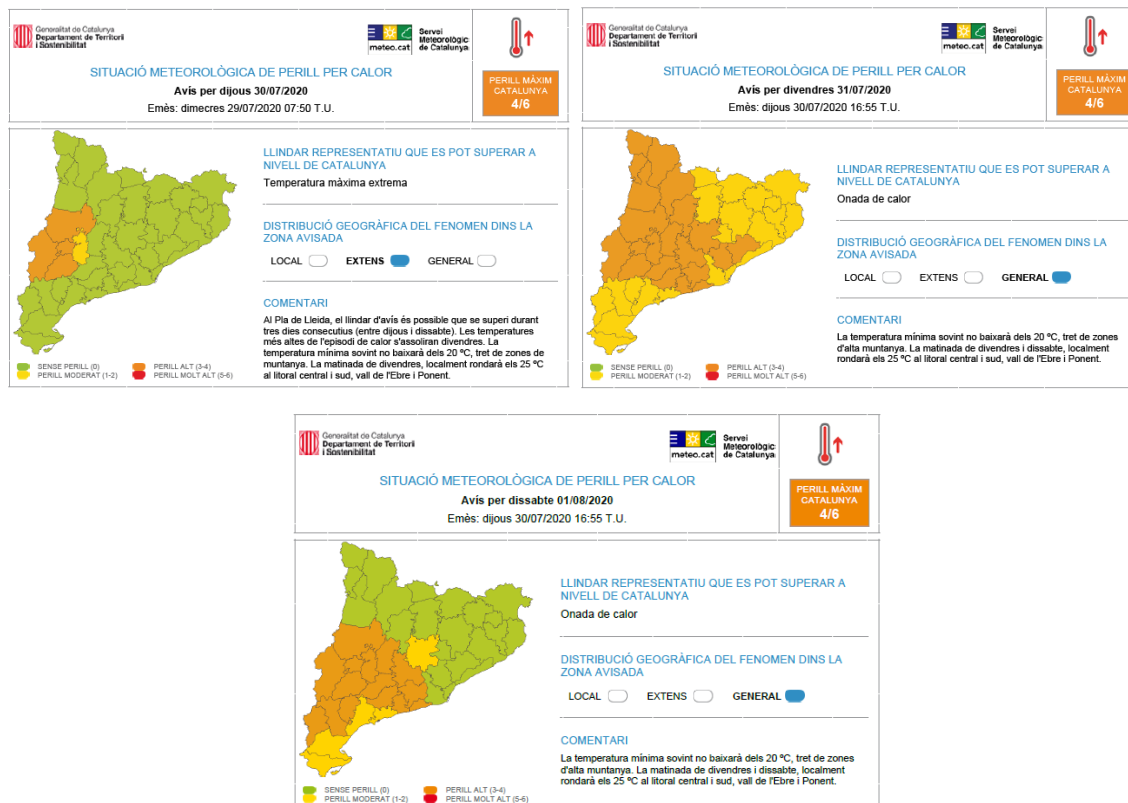 Generalitat de Catalunya
Departament de Territori
i Sostenibilitat
meteo.cat
Servei
Meteorològic
de Catalunya
SITUACIÓ METEOROLÒGICA DE PERILL PER CALOR
Avís per dijous 30/07/2020
Emès: dimecres 29/07/2020 07:50 T.U.
PERILL MÀXIM
CATALUNYA
4/6
LLINDAR REPRESENTATIU QUE ES POT SUPERAR A
NIVELL DE CATALUNYA
Temperatura màxima extrema
DISTRIBUCIÓ GEOGRÀFICA DEL FENOMEN DINS LA
ZONA AVISADA
LOCAL EXTENS GENERAL
COMENTARI
Al Pla de Lleida, el llindar d'avís és possible que se superi durant
tres dies consecutius (entre dijous i dissabte). Les temperatures
més altes de l'episodi de calor s'assoliran divendres. La
temperatura mínima sovint no baixarà dels 20 ºC, tret de zones de
muntanya. La matinada de divendres, localment rondarà els 25 ºC
al litoral central i sud, vall de l'Ebre i Ponent.
SENSE PERILL (0) PERILL ALT (3-4)
PERILL MODERAT (1-2) PERILL MOLT ALT (5-6)
Generalitat de Catalunya
Departament de Territori
i Sostenibilitat
meteo.cat
Servei
Meteorològic
de Catalunya
SITUACIÓ METEOROLÒGICA DE PERILL PER CALOR
Avís per divendres 31/07/2020
Emès: dijous 30/07/2020 16:55 T.U.
PERILL MÀXIM
CATALUNYA
4/6
LLINDAR REPRESENTATIU QUE ES POT SUPERAR A
NIVELL DE CATALUNYA
Onada de calor
DISTRIBUCIÓ GEOGRÀFICA DEL FENOMEN DINS LA
ZONA AVISADA
LOCAL EXTENS GENERAL
COMENTARI
La temperatura mínima sovint no baixarà dels 20 ºC, tret de zones
d'alta muntanya. La matinada de divendres i dissabte, localment
rondarà els 25 ºC al litoral central i sud, vall de l'Ebre i Ponent.
SENSE PERILL (0) PERILL ALT (3-4)
PERILL MODERAT (1-2) PERILL MOLT ALT (5-6)
Generalitat de Catalunya
Departament de Territori
i Sostenibilitat
meteo.cat
Servei
Meteorològic
de Catalunya
SITUACIÓ METEOROLÒGICA DE PERILL PER CALOR
Avís per dissabte 01/08/2020
Emès: dijous 30/07/2020 16:55 T.U.
PERILL MÀXIM
CATALUNYA
4/6
LLINDAR REPRESENTATIU QUE ES POT SUPERAR A
NIVELL DE CATALUNYA
Onada de calor
DISTRIBUCIÓ GEOGRÀFICA DEL FENOMEN DINS LA
ZONA AVISADA
LOCAL EXTENS GENERAL
COMENTARI
La temperatura mínima sovint no baixarà dels 20 ºC, tret de zones
d'alta muntanya. La matinada de divendres i dissabte, localment
rondarà els 25 ºC al litoral central i sud, vall de l'Ebre i Ponent.
SENSE PERILL (0) PERILL ALT (3-4)
PERILL MODERAT (1-2) PERILL MOLT ALT (5-6)